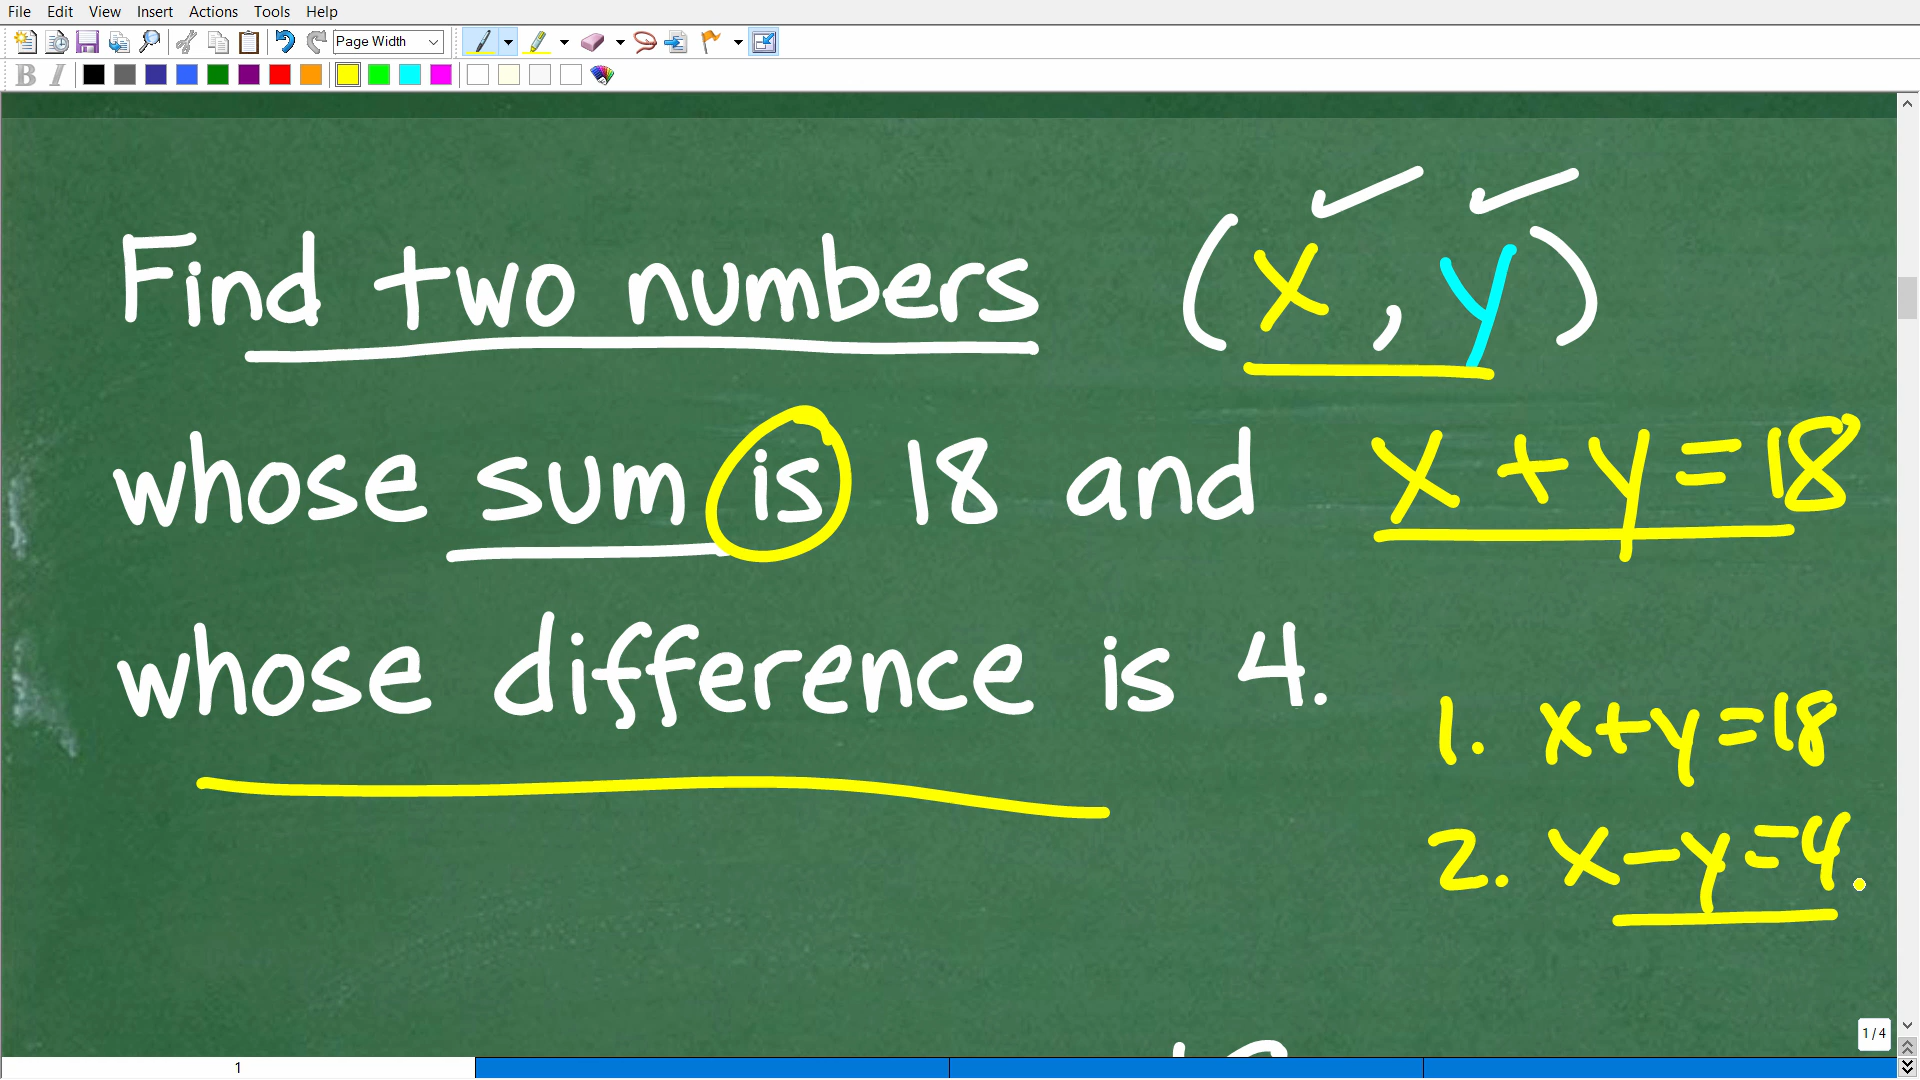 File Edit View Insert Actions Tools Help
Page Width
B I
Find two numbers (x, y)
whose sum is 18 and x + y = 18
whose difference is 4.
1. x + y = 18
2. x - y = 4.
1 / 4
1